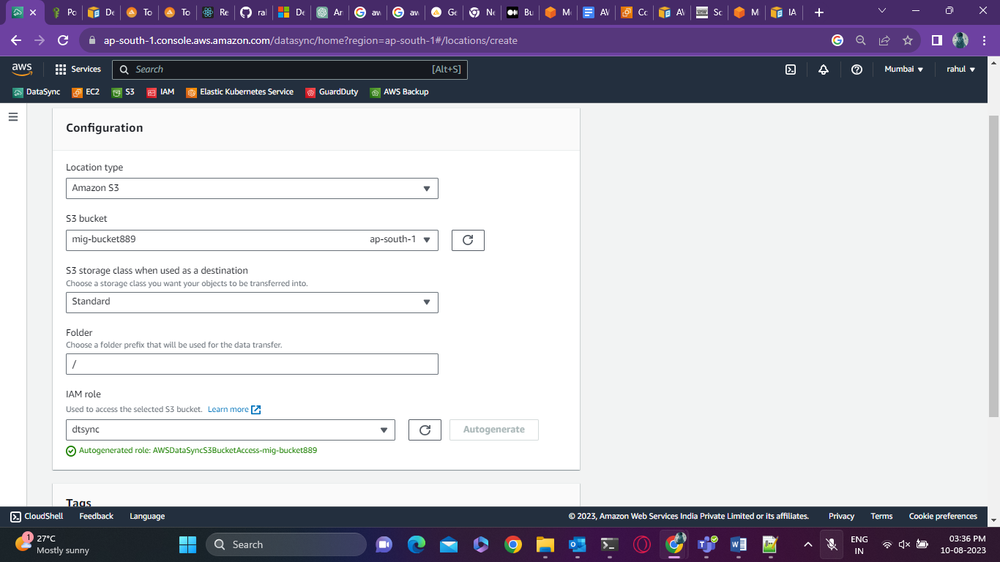 Po
De
To
To
Re
ral
De
Ar
aw
aw
Ge
Ne
Bu
Mo
AV
Co
AV
Sc
M
IA
ap-south-1.console.aws.amazon.com/datasync/home?region=ap-south-1#/locations/create
aws
Services
Search
[Alt+S]
Mumbai
rahul
DataSync
EC2
S3
IAM
Elastic Kubernetes Service
GuardDuty
AWS Backup
Configuration
Location type
Amazon S3
S3 bucket
mig-bucket889
ap-south-1
S3 storage class when used as a destination
Choose a storage class you want your objects to be transferred into.
Standard
Folder
Choose a folder prefix that will be used for the data transfer.
/
IAM role
Used to access the selected S3 bucket. Learn more
dtsync
Autogenerate
Autogenerated role: AWSDataSyncS3BucketAccess-mig-bucket889
Tags
CloudShell
Feedback
Language
© 2023, Amazon Web Services India Private Limited or its affiliates.
Privacy
Terms
Cookie preferences
1
27°C
Mostly sunny
Search
ENG
IN
03:36 PM
10-08-2023